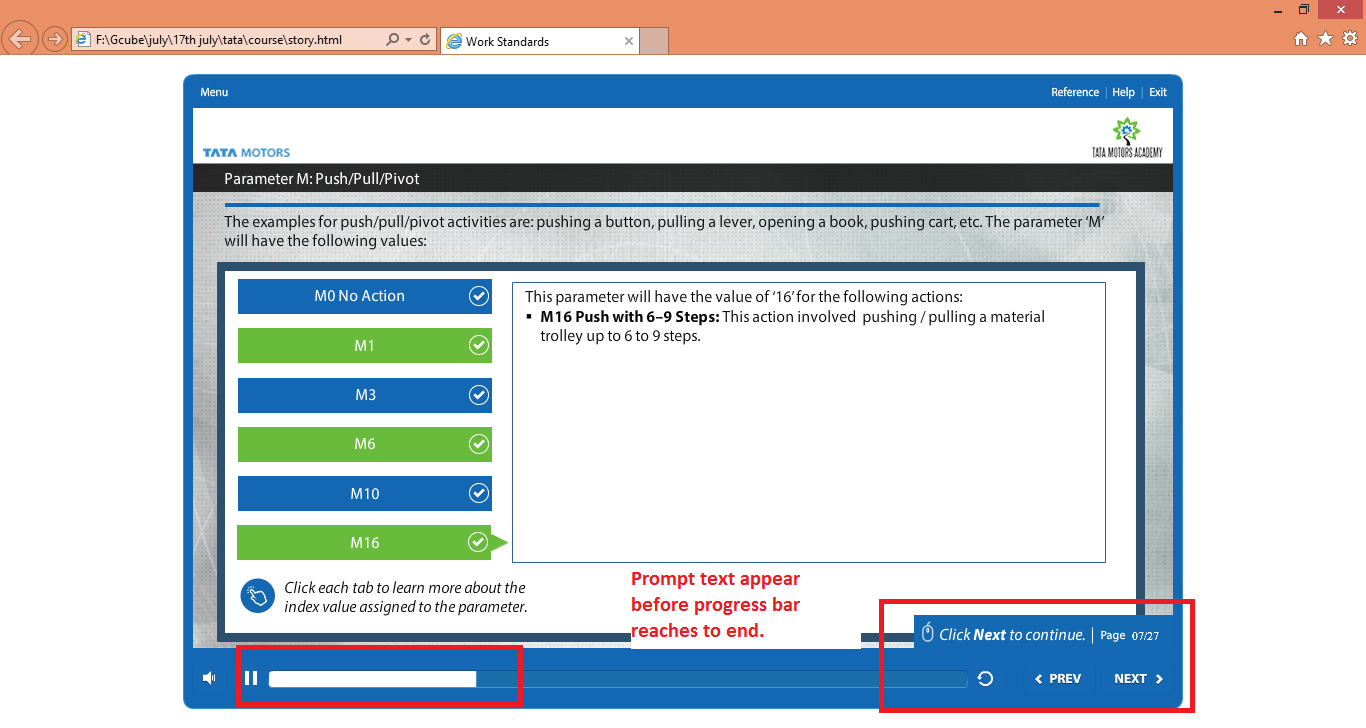 F:\Gcube\july\17th july\tata\course\story.html
Work Standards
Menu
Reference | Help | Exit
TATA MOTORS
TATA MOTORS ACADEMY
Parameter M: Push/Pull/Pivot
The examples for push/pull/pivot activities are: pushing a button, pulling a lever, opening a book, pushing cart, etc. The parameter ‘M’
will have the following values:
M0 No Action
M1
M3
M6
M10
M16
This parameter will have the value of ‘16’ for the following actions:
▪ M16 Push with 6–9 Steps: This action involved pushing / pulling a material
trolley up to 6 to 9 steps.
Click each tab to learn more about the
index value assigned to the parameter.
Prompt text appear
before progress bar
reaches to end.
Click Next to continue. | Page 07/27
PREV
NEXT